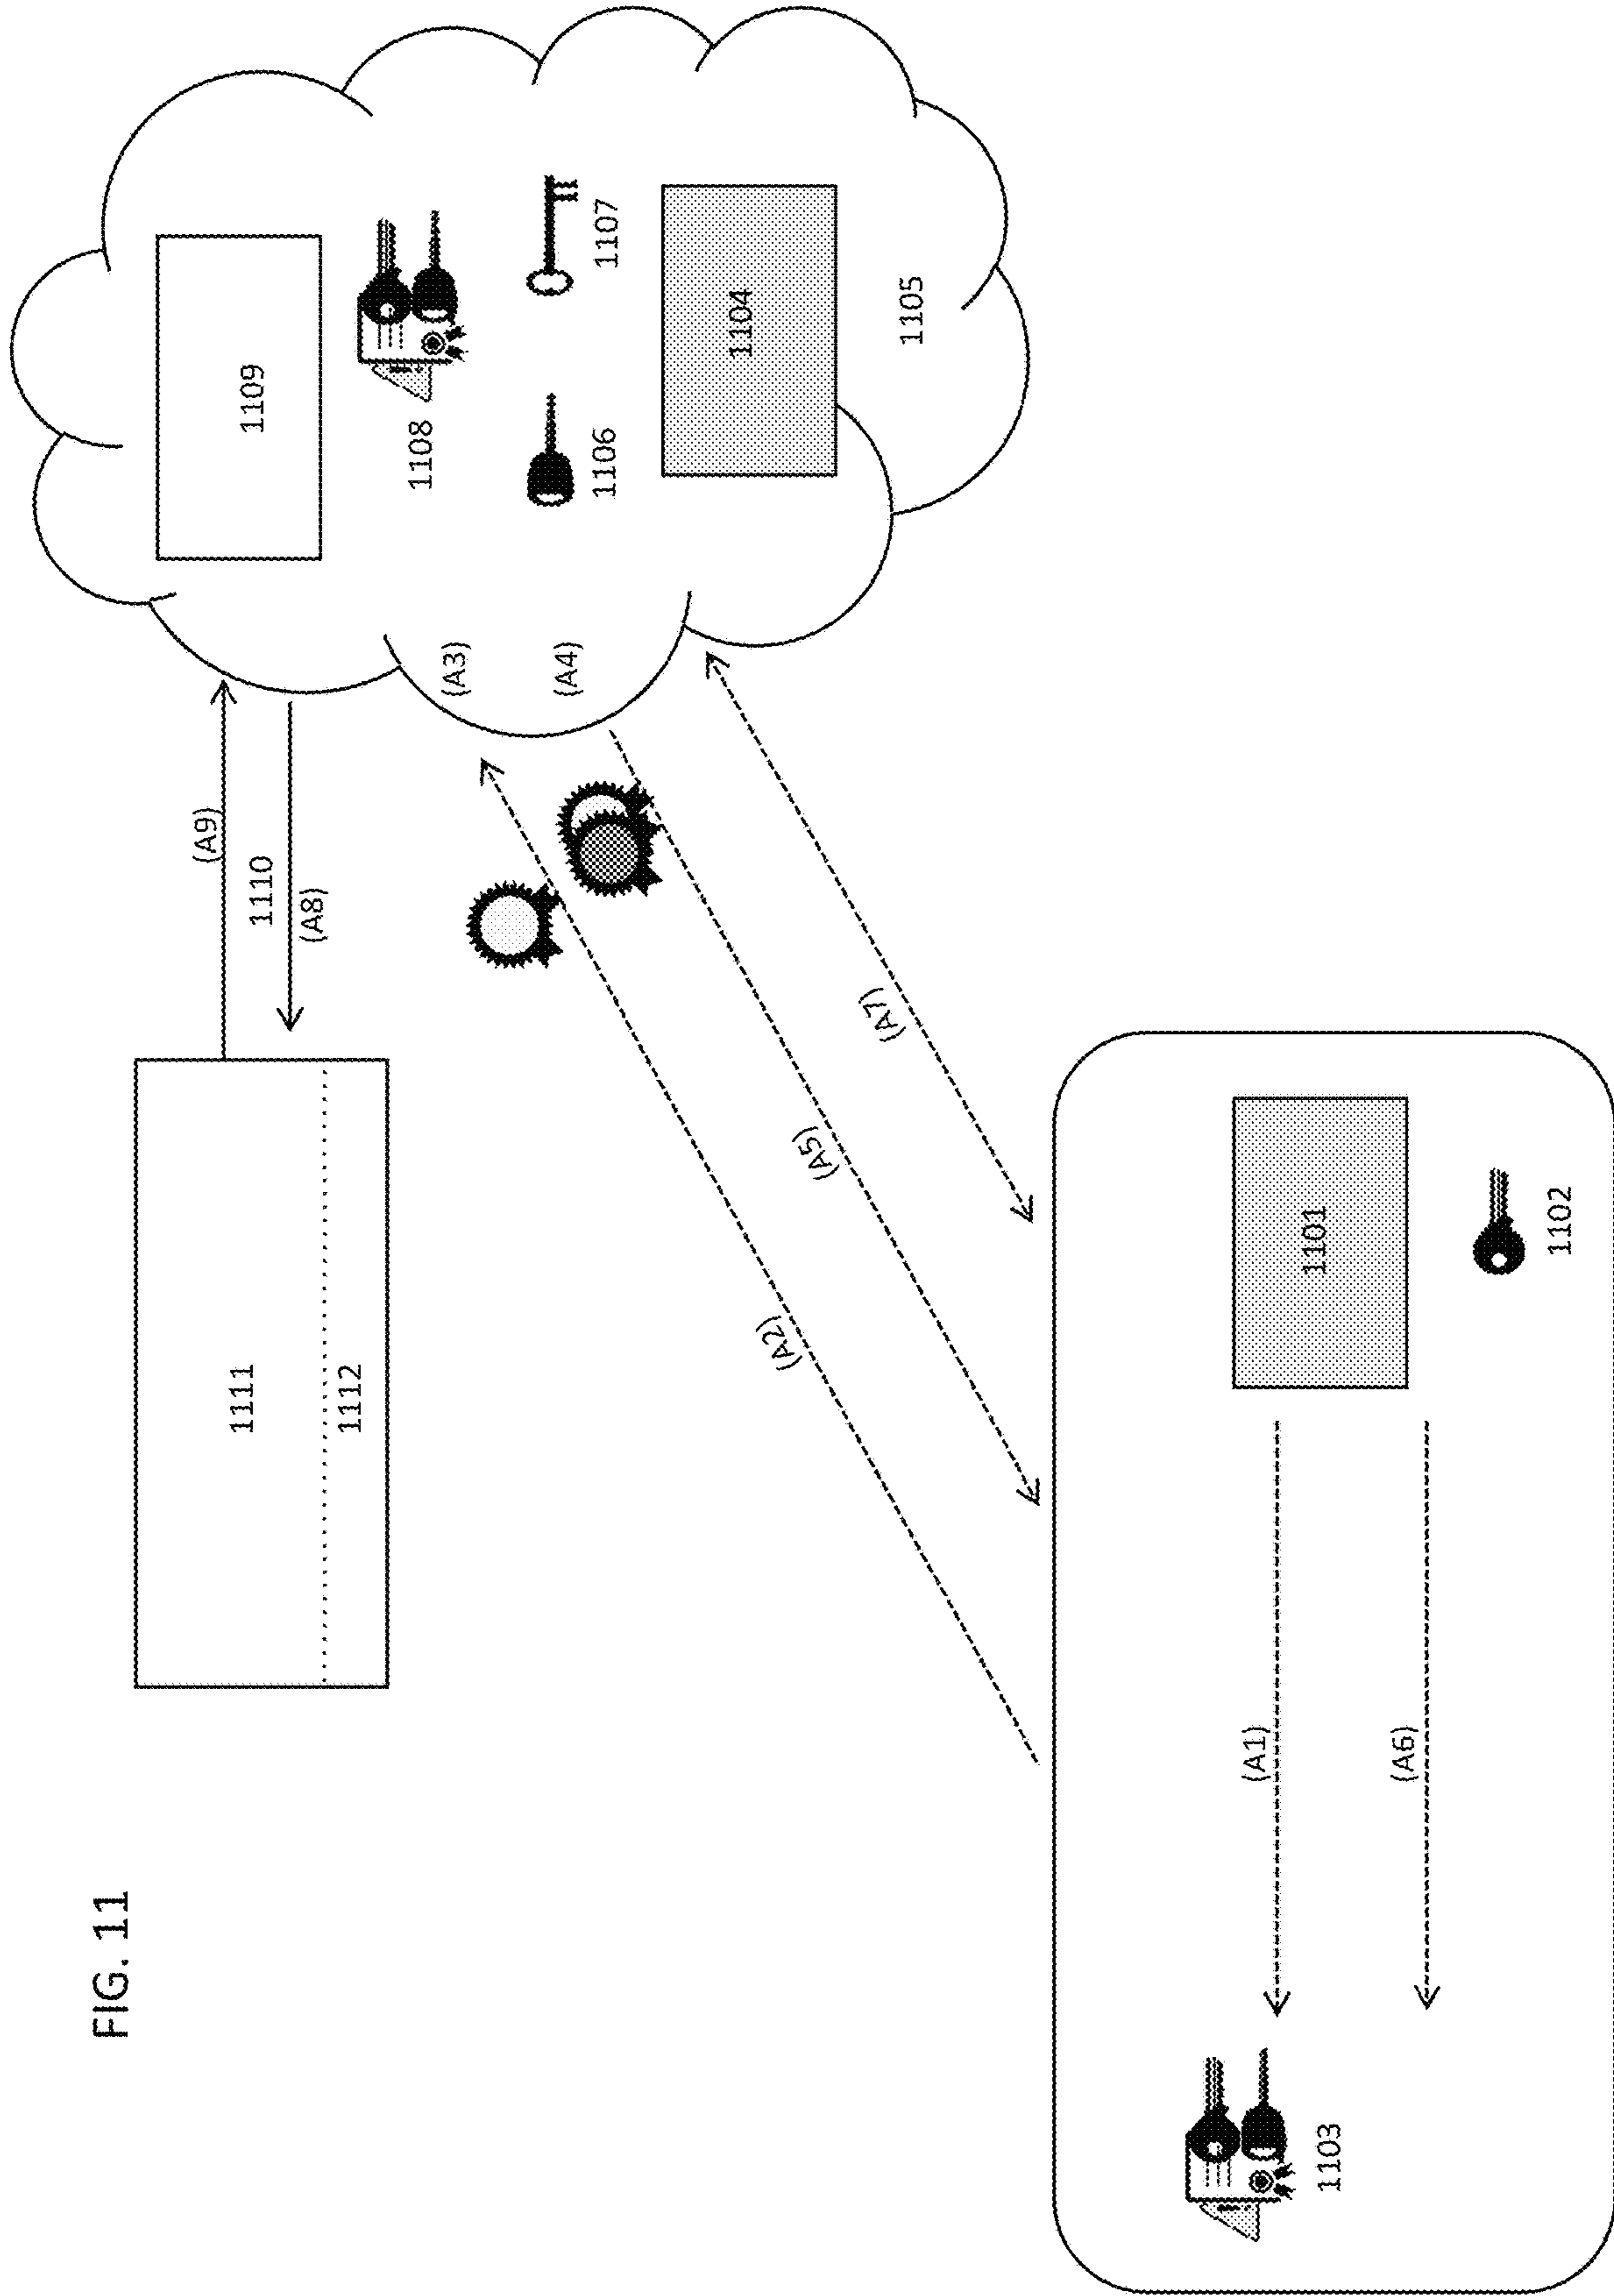 FIG. 11
1111
1112
(A9)
1110
(A8)
1109
1108
1106
1107
1104
1105
(A3)
(A4)
(A2)
(A5)
(A7)
1103
(A1)
(A6)
1101
1102